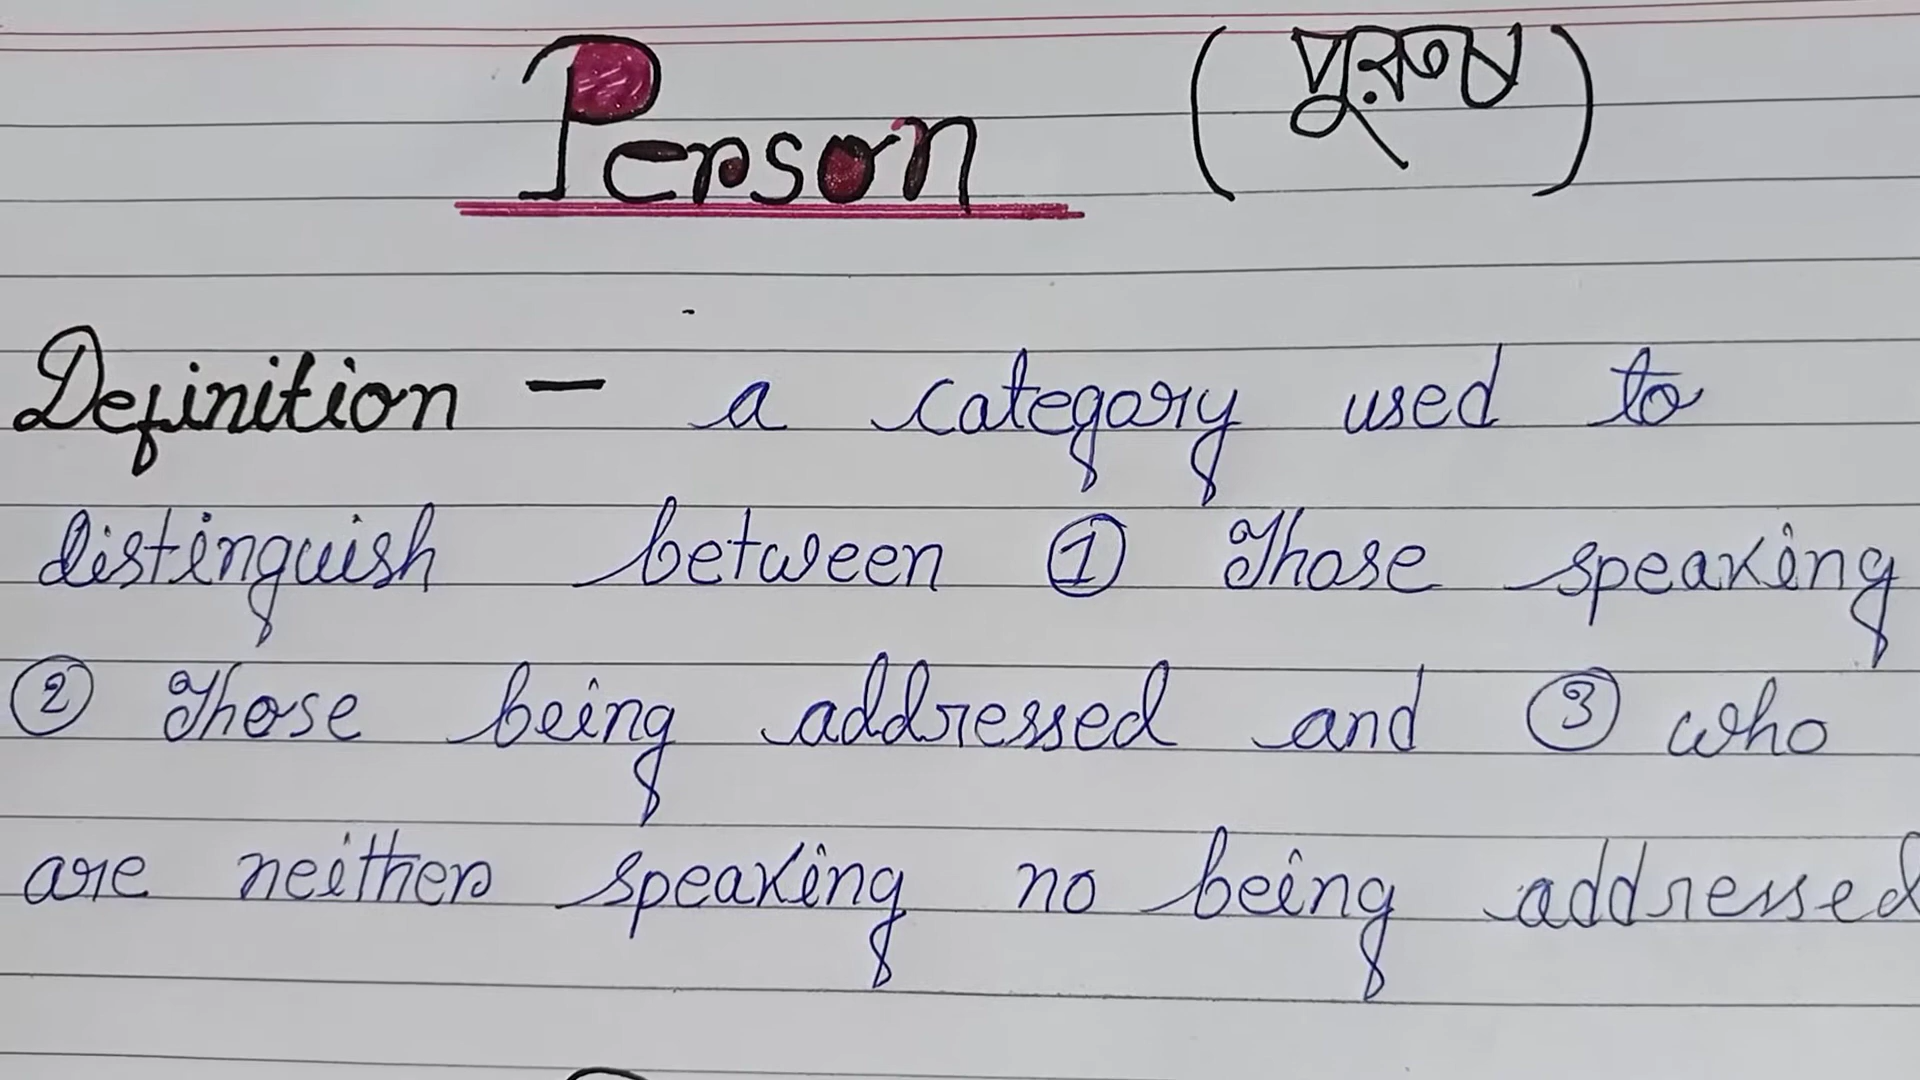 Person (পুরুষ)
Definition - a category used to
distinguish between ① Those speaking
② Those being addressed and ③ who
are neither speaking no being addressed